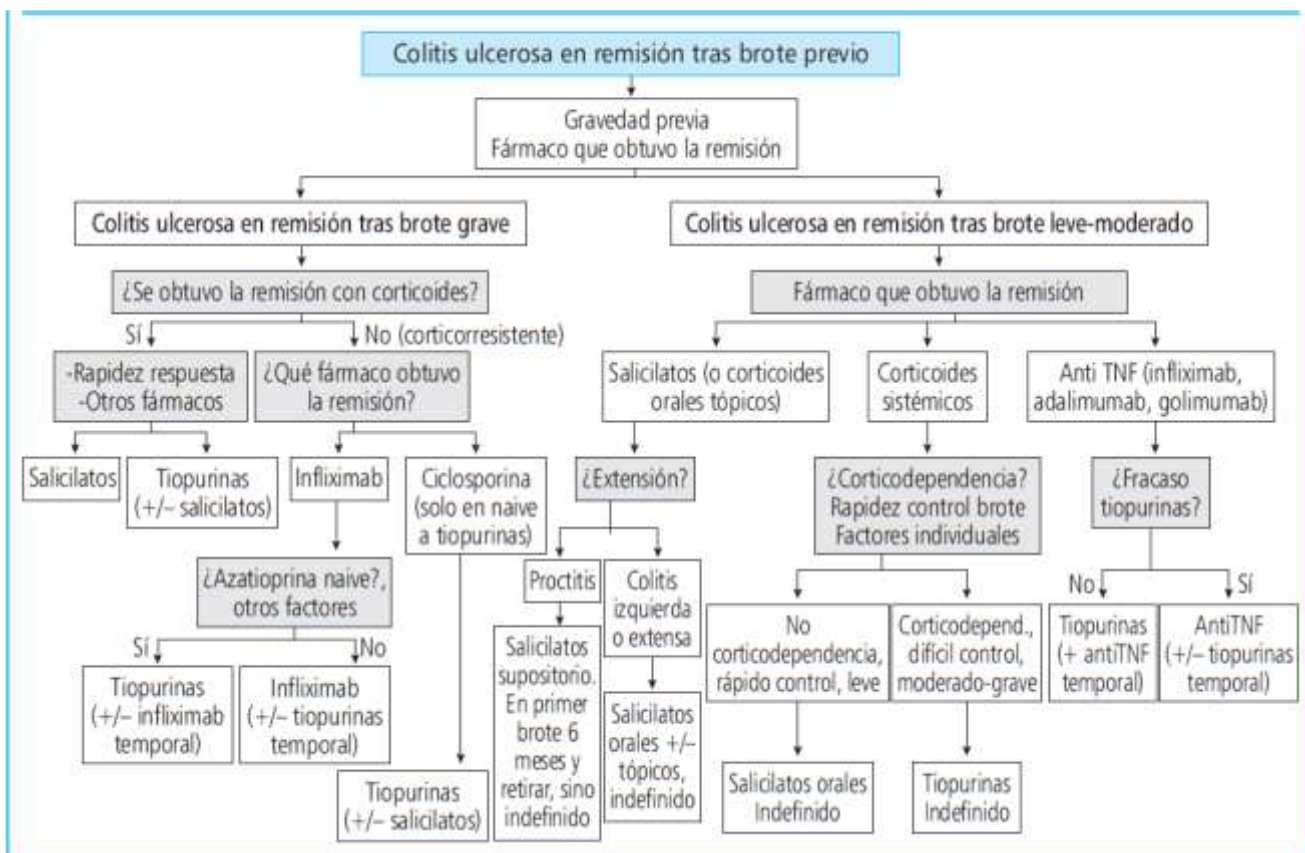 Colitis ulcerosa en remisión tras brote previo
Gravedad previa
Fármaco que obtuvo la remisión
Colitis ulcerosa en remisión tras brote grave
Colitis ulcerosa en remisión tras brote leve-moderado
¿Se obtuvo la remisión con corticoides?
Fármaco que obtuvo la remisión
Sí
No (corticorresistente)
-Rapidez respuesta
-Otros fármacos
¿Qué fármaco obtuvo
la remisión?
Salicilatos (o corticoides
orales tópicos)
Corticoides
sistémicos
Anti TNF (infliximab,
adalimumab, golimumab)
Salicilatos
Tiopurinas
(+/– salicilatos)
Infliximab
Ciclosporina
(solo en naive
a tiopurinas)
¿Extensión?
¿Corticodependencia?
Rapidez control brote
Factores individuales
¿Fracaso
tiopurinas?
¿Azatioprina naive?,
otros factores
Proctitis
Colitis
izquierda
o extensa
No
Sí
Sí
No
Tiopurinas
(+/– infliximab
temporal)
Infliximab
(+/– tiopurinas
temporal)
Salicilatos
supositorio.
En primer
brote 6
meses y
retirar, sino
indefinido
Salicilatos
orales +/–
tópicos,
indefinido
No
corticodependencia,
rápido control, leve
Corticodepend.,
difícil control,
moderado-grave
Tiopurinas
(+ antiTNF
temporal)
AntiTNF
(+/– tiopurinas
temporal)
Tiopurinas
(+/– salicilatos)
Salicilatos orales
Indefinido
Tiopurinas
Indefinido